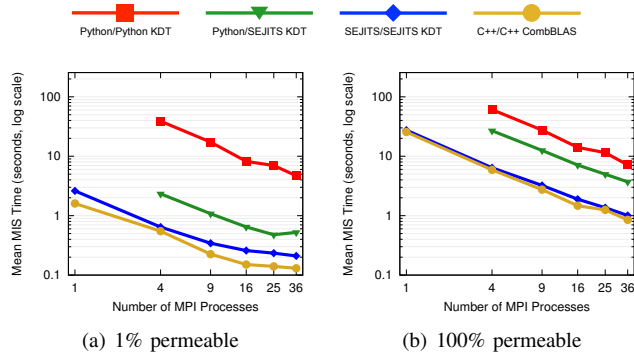 Python/Python KDT Python/SEJITS KDT SEJITS/SEJITS KDT C++/C++ CombBLAS
Mean MIS Time (seconds, log scale)
100
10
1
0.1
1 4 9 16 25 36
Number of MPI Processes
(a) 1% permeable
Mean MIS Time (seconds, log scale)
100
10
1
0.1
1 4 9 16 25 36
Number of MPI Processes
(b) 100% permeable